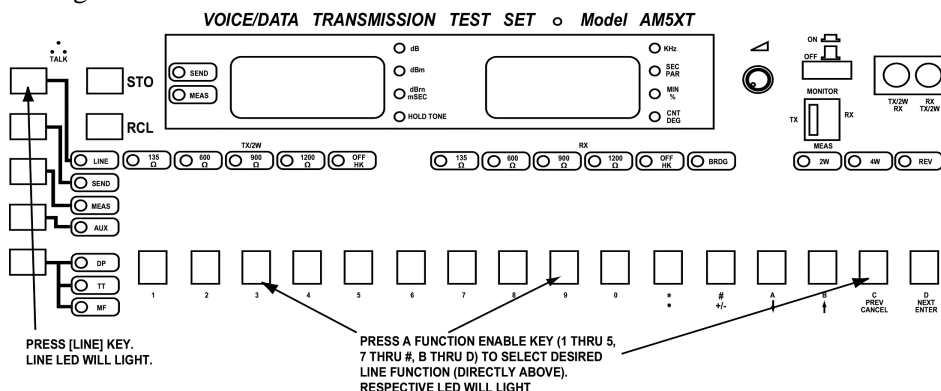 VOICE/DATA TRANSMISSION TEST SET o Model AM5XT
TALK
STO
RCL
SEND
MEAS
dB
dBm
dBrn
mSEC
HOLD TONE
KHz
SEC
PAR
MIN
%
CNT
DEG
ON
OFF
MONITOR
TX
RX
MEAS
TX/2W
RX
RX
TX/2W
TX/2W
RX
LINE
135
Ω
600
Ω
900
Ω
1200
Ω
OFF
HK
135
Ω
600
Ω
900
Ω
1200
Ω
OFF
HK
BRDG
2W
4W
REV
SEND
MEAS
AUX
DP
TT
MF
1
2
3
4
5
6
7
8
9
0
*
•
#
+/-
A
↓
B
↑
C
PREV
CANCEL
D
NEXT
ENTER
PRESS [LINE] KEY.
LINE LED WILL LIGHT.
PRESS A FUNCTION ENABLE KEY (1 THRU 5,
7 THRU #, B THRU D) TO SELECT DESIRED
LINE FUNCTION (DIRECTLY ABOVE).
RESPECTIVE LED WILL LIGHT